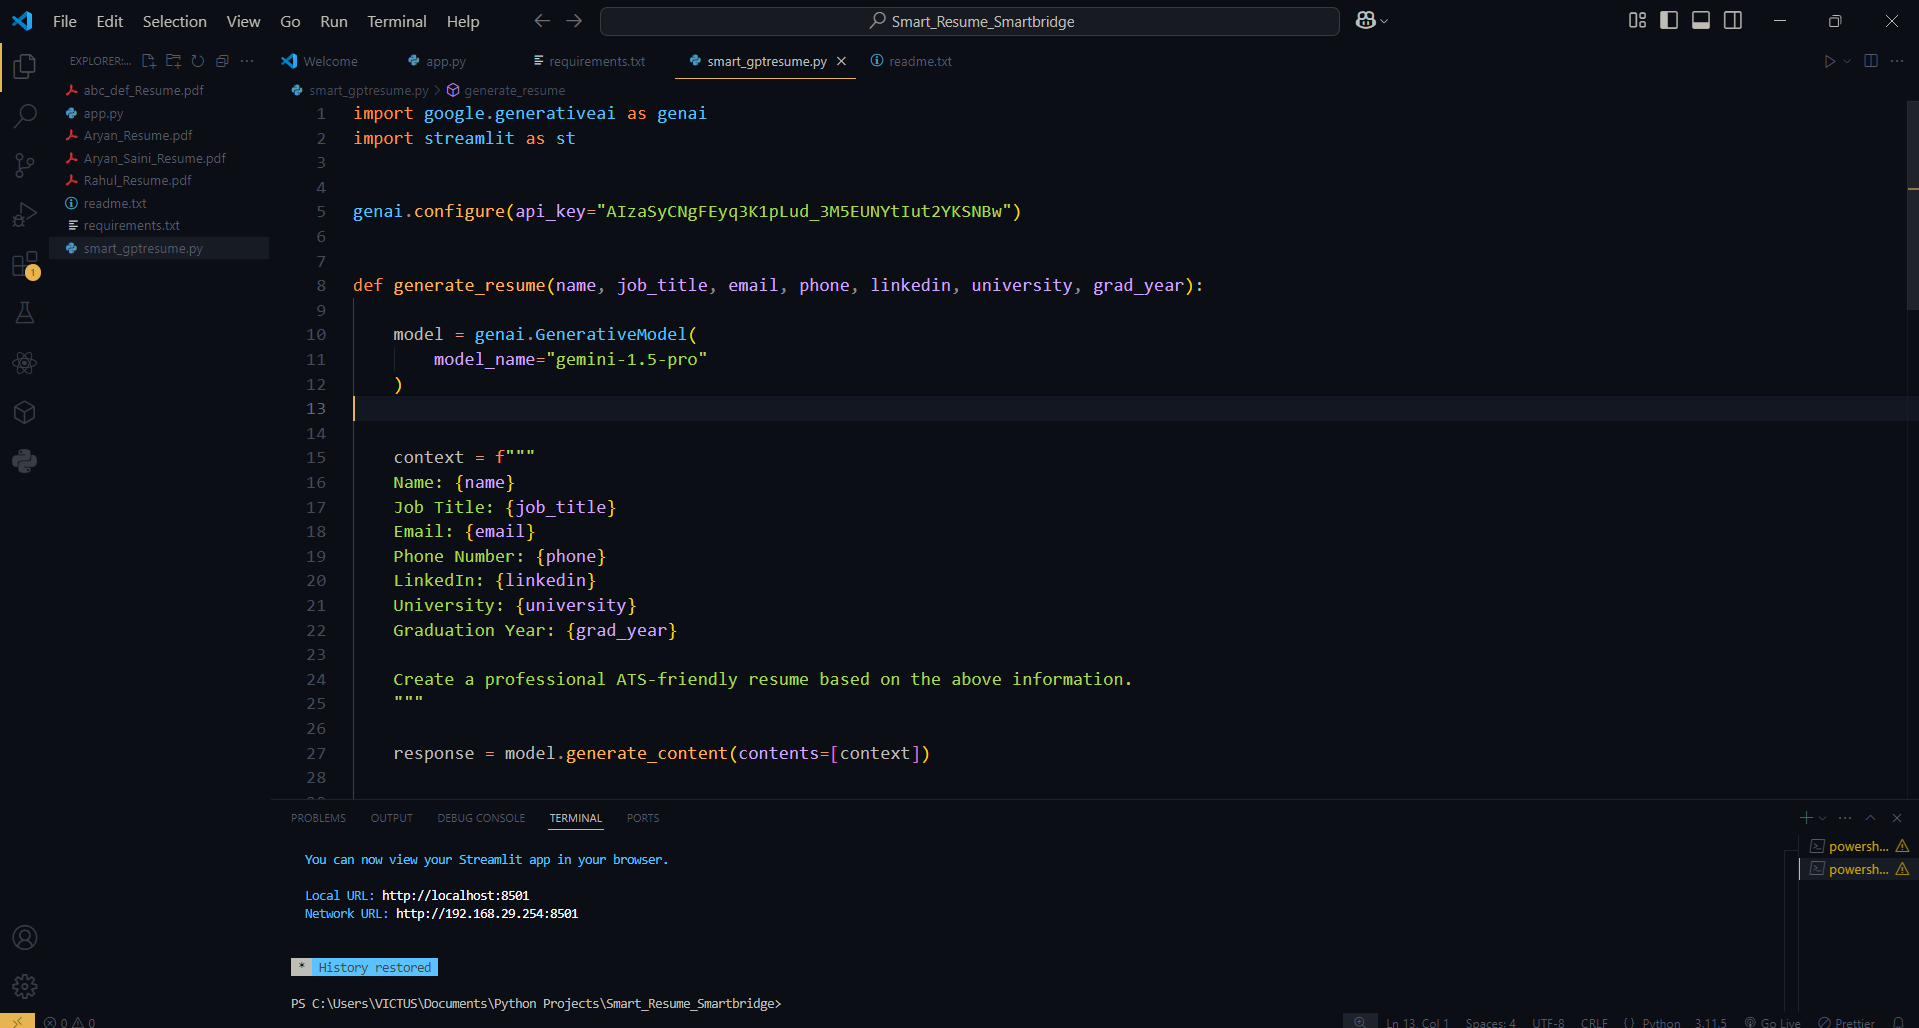 File Edit Selection View Go Run Terminal Help
Smart_Resume_Smartbridge
EXPLORER:...
Welcome
app.py
requirements.txt
smart_gptresume.py
readme.txt
abc_def_Resume.pdf
app.py
Aryan_Resume.pdf
Aryan_Saini_Resume.pdf
Rahul_Resume.pdf
readme.txt
requirements.txt
smart_gptresume.py
1
smart_gptresume.py > generate_resume
1 import google.generativeai as genai
2 import streamlit as st
3
4
5 genai.configure(api_key="AIzaSyCNgFEyq3K1pLud_3M5EUNYtIut2YKSNBw")
6
7
8 def generate_resume(name, job_title, email, phone, linkedin, university, grad_year):
9
10 model = genai.GenerativeModel(
11 model_name="gemini-1.5-pro"
12 )
13
14
15 context = f"""
16 Name: {name}
17 Job Title: {job_title}
18 Email: {email}
19 Phone Number: {phone}
20 LinkedIn: {linkedin}
21 University: {university}
22 Graduation Year: {grad_year}
23
24 Create a professional ATS-friendly resume based on the above information.
25 """
26
27 response = model.generate_content(contents=[context])
28
PROBLEMS OUTPUT DEBUG CONSOLE TERMINAL PORTS
You can now view your Streamlit app in your browser.
Local URL: http://localhost:8501
Network URL: http://192.168.29.254:8501
* History restored
PS C:\Users\VICTUS\Documents\Python Projects\Smart_Resume_Smartbridge>
powersh...
powersh...
0 0
Ln 13, Col 1 Spaces: 4 UTF-8 CRLF {} Python 3.11.5 Go Live Prettier